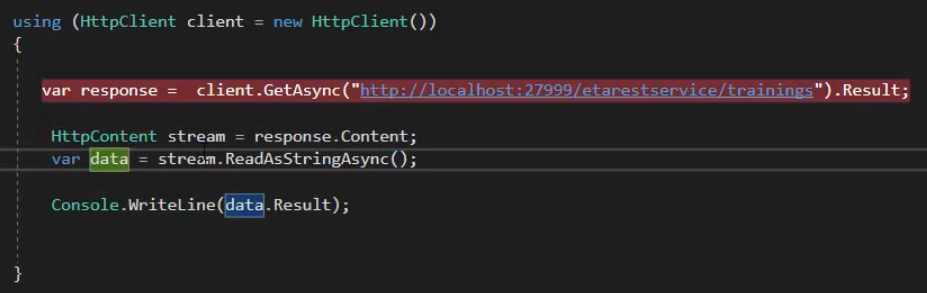 using (HttpClient client = new HttpClient())
{
var response =  client.GetAsync("http://localhost:27999/etarestservice/trainings").Result;
HttpContent stream = response.Content;
var data = stream.ReadAsStringAsync();
Console.WriteLine(data.Result);
}